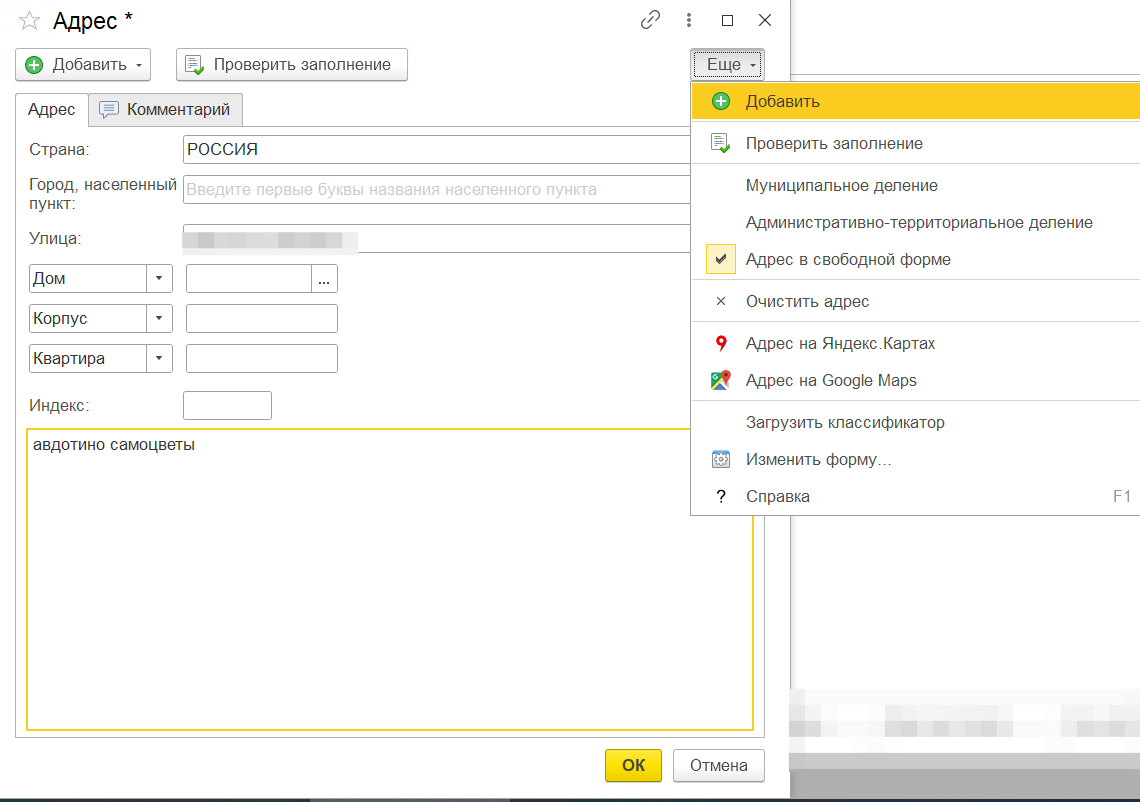 Адрес *
Добавить
Проверить заполнение
Еще
Адрес
Комментарий
Страна:
РОССИЯ
Город, населенный
пункт:
Введите первые буквы названия населенного пункта
Улица:
Дом
...
Корпус
Квартира
Индекс:
авдотино самоцветы
Добавить
Проверить заполнение
Муниципальное деление
Административно-территориальное деление
Адрес в свободной форме
Очистить адрес
Адрес на Яндекс.Картах
Адрес на Google Maps
Загрузить классификатор
Изменить форму...
? Справка F1
ОК
Отмена